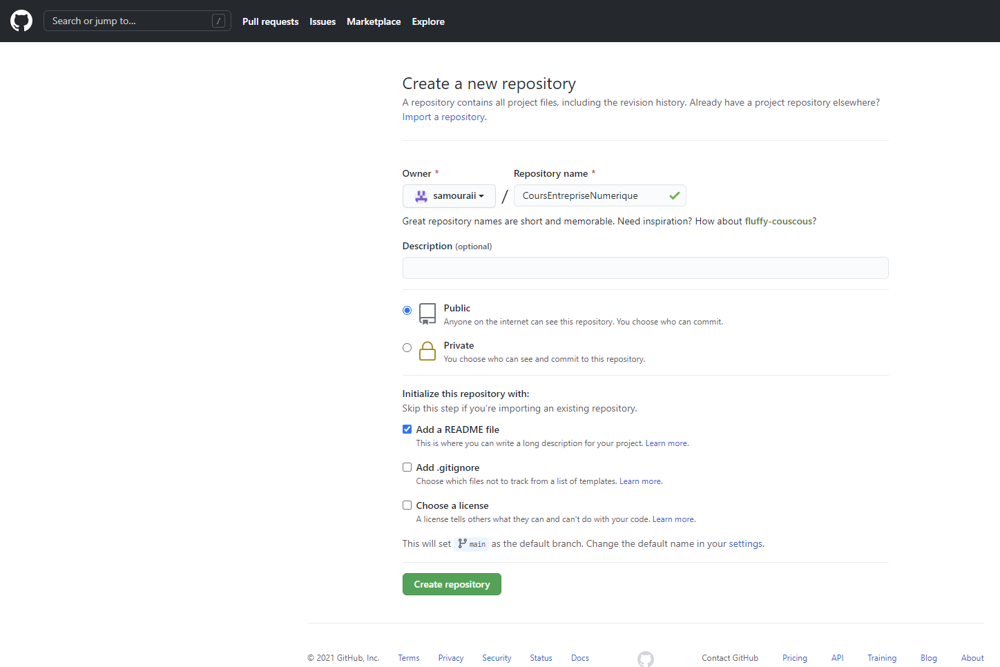 Search or jump to... /
Pull requests Issues Marketplace Explore
Create a new repository
A repository contains all project files, including the revision history. Already have a project repository elsewhere?
Import a repository.
Owner * Repository name *
samouraii / CoursEntrepriseNumerique
Great repository names are short and memorable. Need inspiration? How about fluffy-couscous?
Description (optional)
Public
Anyone on the internet can see this repository. You choose who can commit.
Private
You choose who can see and commit to this repository.
Initialize this repository with:
Skip this step if you're importing an existing repository.
Add a README file
This is where you can write a long description for your project. Learn more.
Add .gitignore
Choose which files not to track from a list of templates. Learn more.
Choose a license
A license tells others what they can and can't do with your code. Learn more.
This will set main as the default branch. Change the default name in your settings.
Create repository
© 2021 GitHub, Inc. Terms Privacy Security Status Docs Contact GitHub Pricing API Training Blog About